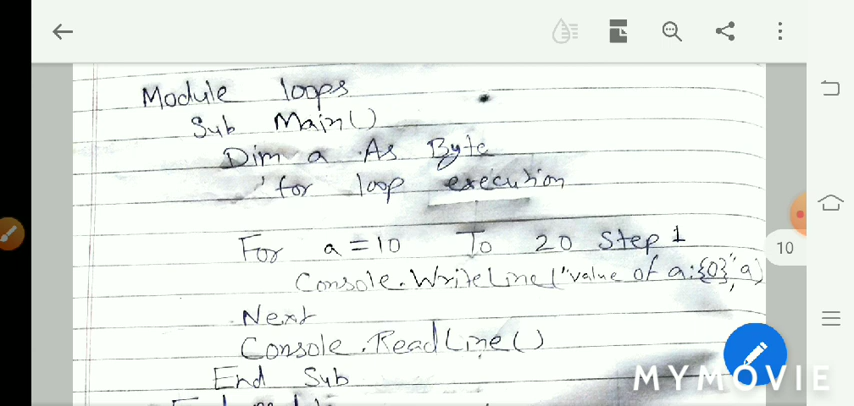 Module loops
Sub Main()
Dim a As Byte
'for loop execution
For a = 10 To 20 Step 1
Console.WriteLine("value of a:{0}",a)
Next
Console.ReadLine()
End Sub
10
MYMOVIE